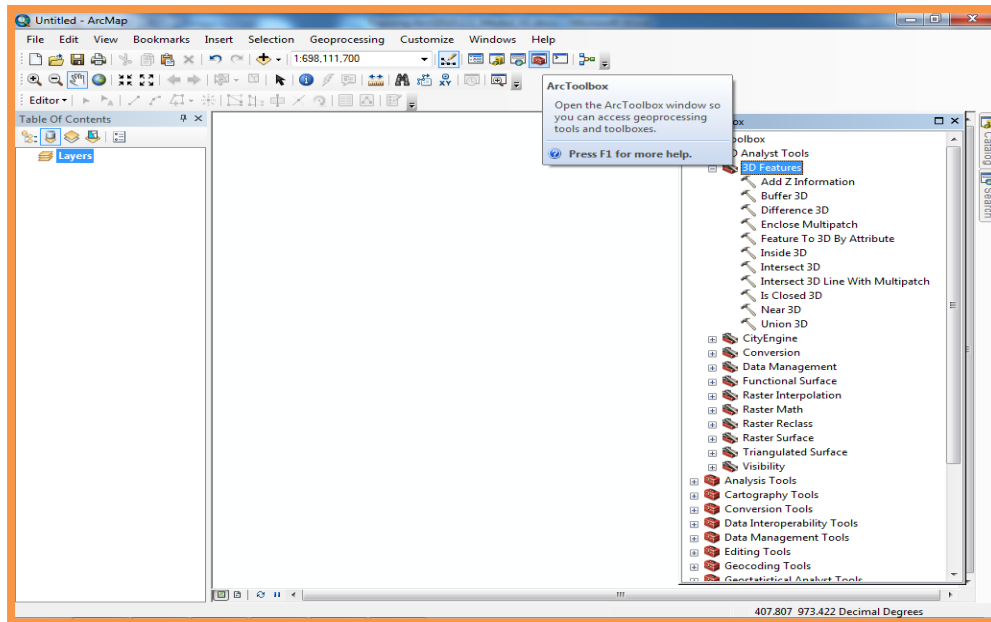 Untitled - ArcMap
File Edit View Bookmarks Insert Selection Geoprocessing Customize Windows Help
1:698,111,700
ArcToolbox
Open the ArcToolbox window so
you can access geoprocessing
tools and toolboxes.
Press F1 for more help.
Editor
Table Of Contents
Layers
Catalog
Search
3D Features
Analyst Tools
Add Z Information
Buffer 3D
Difference 3D
Enclose Multipatch
Feature To 3D By Attribute
Inside 3D
Intersect 3D
Intersect 3D Line With Multipatch
Is Closed 3D
Near 3D
Union 3D
CityEngine
Conversion
Data Management
Functional Surface
Raster Interpolation
Raster Math
Raster Reclass
Raster Surface
Triangulated Surface
Visibility
Analysis Tools
Cartography Tools
Conversion Tools
Data Interoperability Tools
Data Management Tools
Editing Tools
Geocoding Tools
Geostatistical Analyst Tools
407.807 973.422 Decimal Degrees